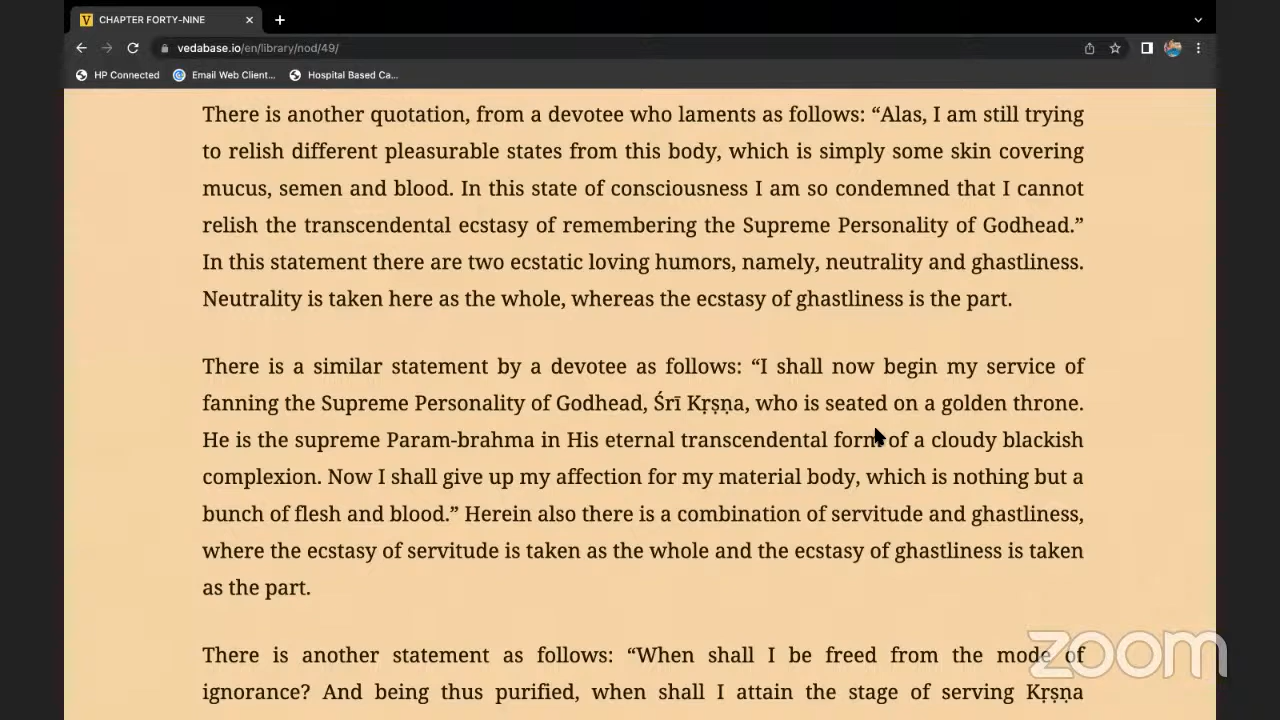 CHAPTER FORTY-NINE
vedabase.io/en/library/nod/49/
HP Connected Email Web Client... Hospital Based Ca...
There is another quotation, from a devotee who laments as follows: “Alas, I am still trying
to relish different pleasurable states from this body, which is simply some skin covering
mucus, semen and blood. In this state of consciousness I am so condemned that I cannot
relish the transcendental ecstasy of remembering the Supreme Personality of Godhead.”
In this statement there are two ecstatic loving humors, namely, neutrality and ghastliness.
Neutrality is taken here as the whole, whereas the ecstasy of ghastliness is the part.
There is a similar statement by a devotee as follows: “I shall now begin my service of
fanning the Supreme Personality of Godhead, Śrī Kṛṣṇa, who is seated on a golden throne.
He is the supreme Param-brahma in His eternal transcendental form of a cloudy blackish
complexion. Now I shall give up my affection for my material body, which is nothing but a
bunch of flesh and blood.” Herein also there is a combination of servitude and ghastliness,
where the ecstasy of servitude is taken as the whole and the ecstasy of ghastliness is taken
as the part.
There is another statement as follows: “When shall I be freed from the mode of
ignorance? And being thus purified, when shall I attain the stage of serving Kṛṣṇa
zoom